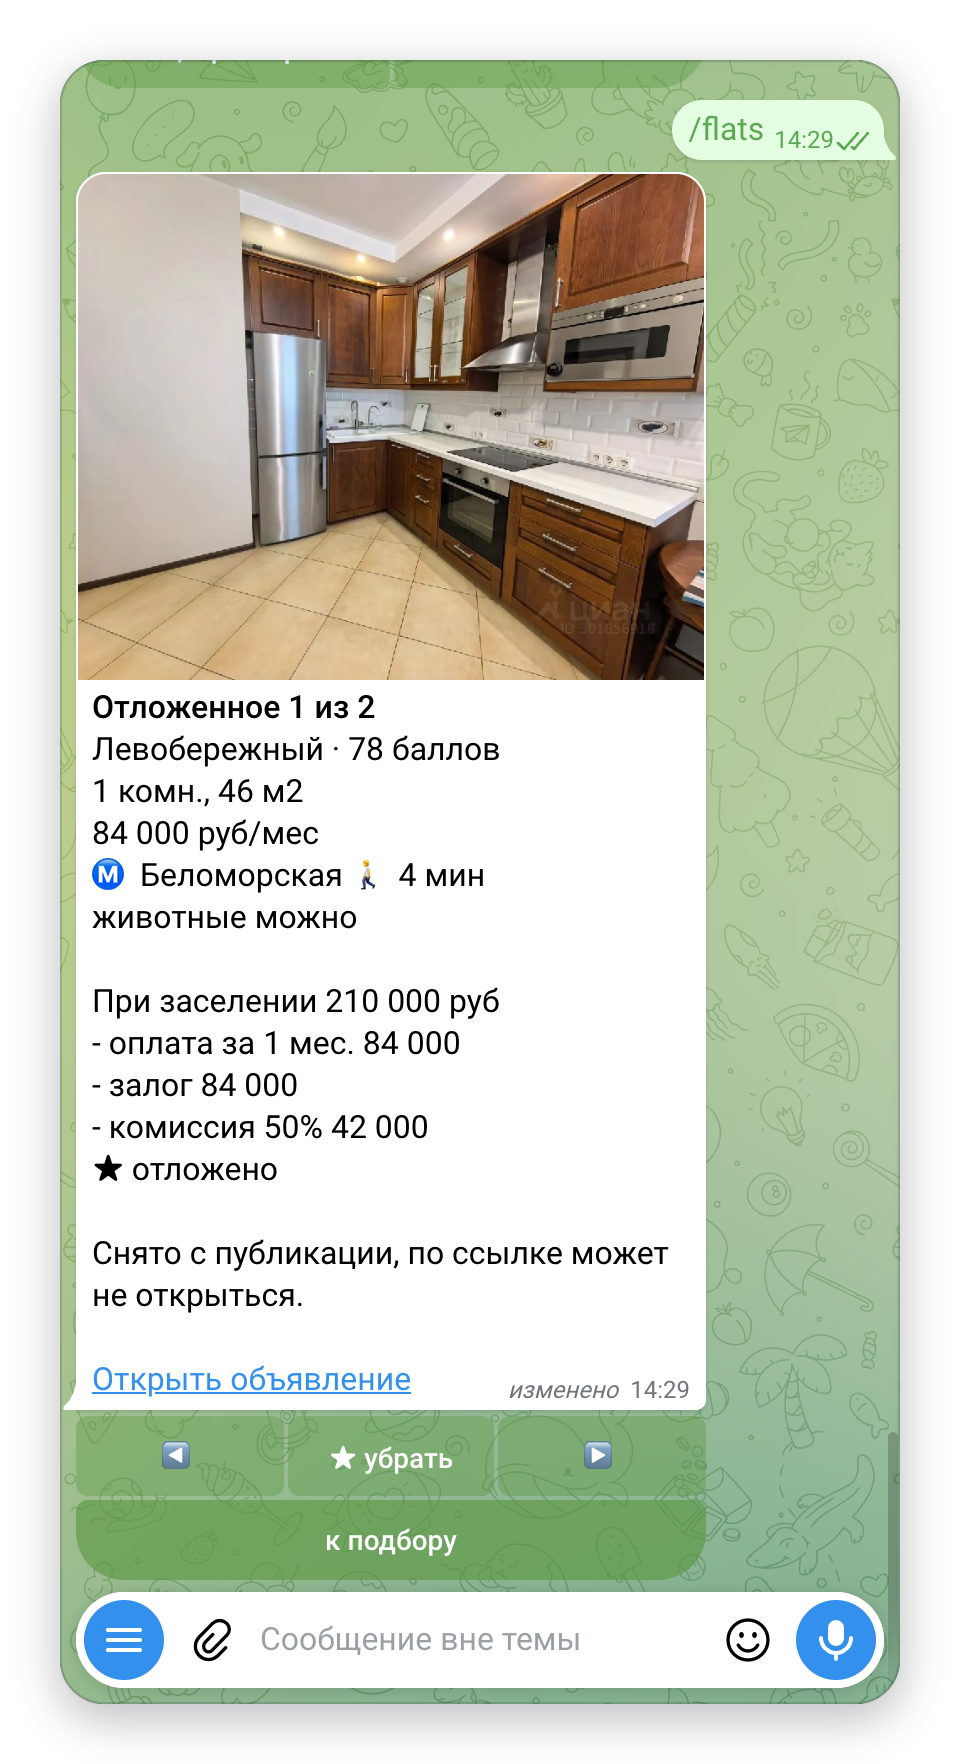 /flats 14:29
циан
Отложенное 1 из 2
Левобережный · 78 баллов
1 комн., 46 м2
84 000 руб/мес
М Беломорская 4 мин
животные можно
При заселении 210 000 руб
- оплата за 1 мес. 84 000
- залог 84 000
- комиссия 50% 42 000
★ отложено
Снято с публикации, по ссылке может
не открыться.
Открыть объявление
изменено 14:29
★ убрать
к подбору
Сообщение вне темы